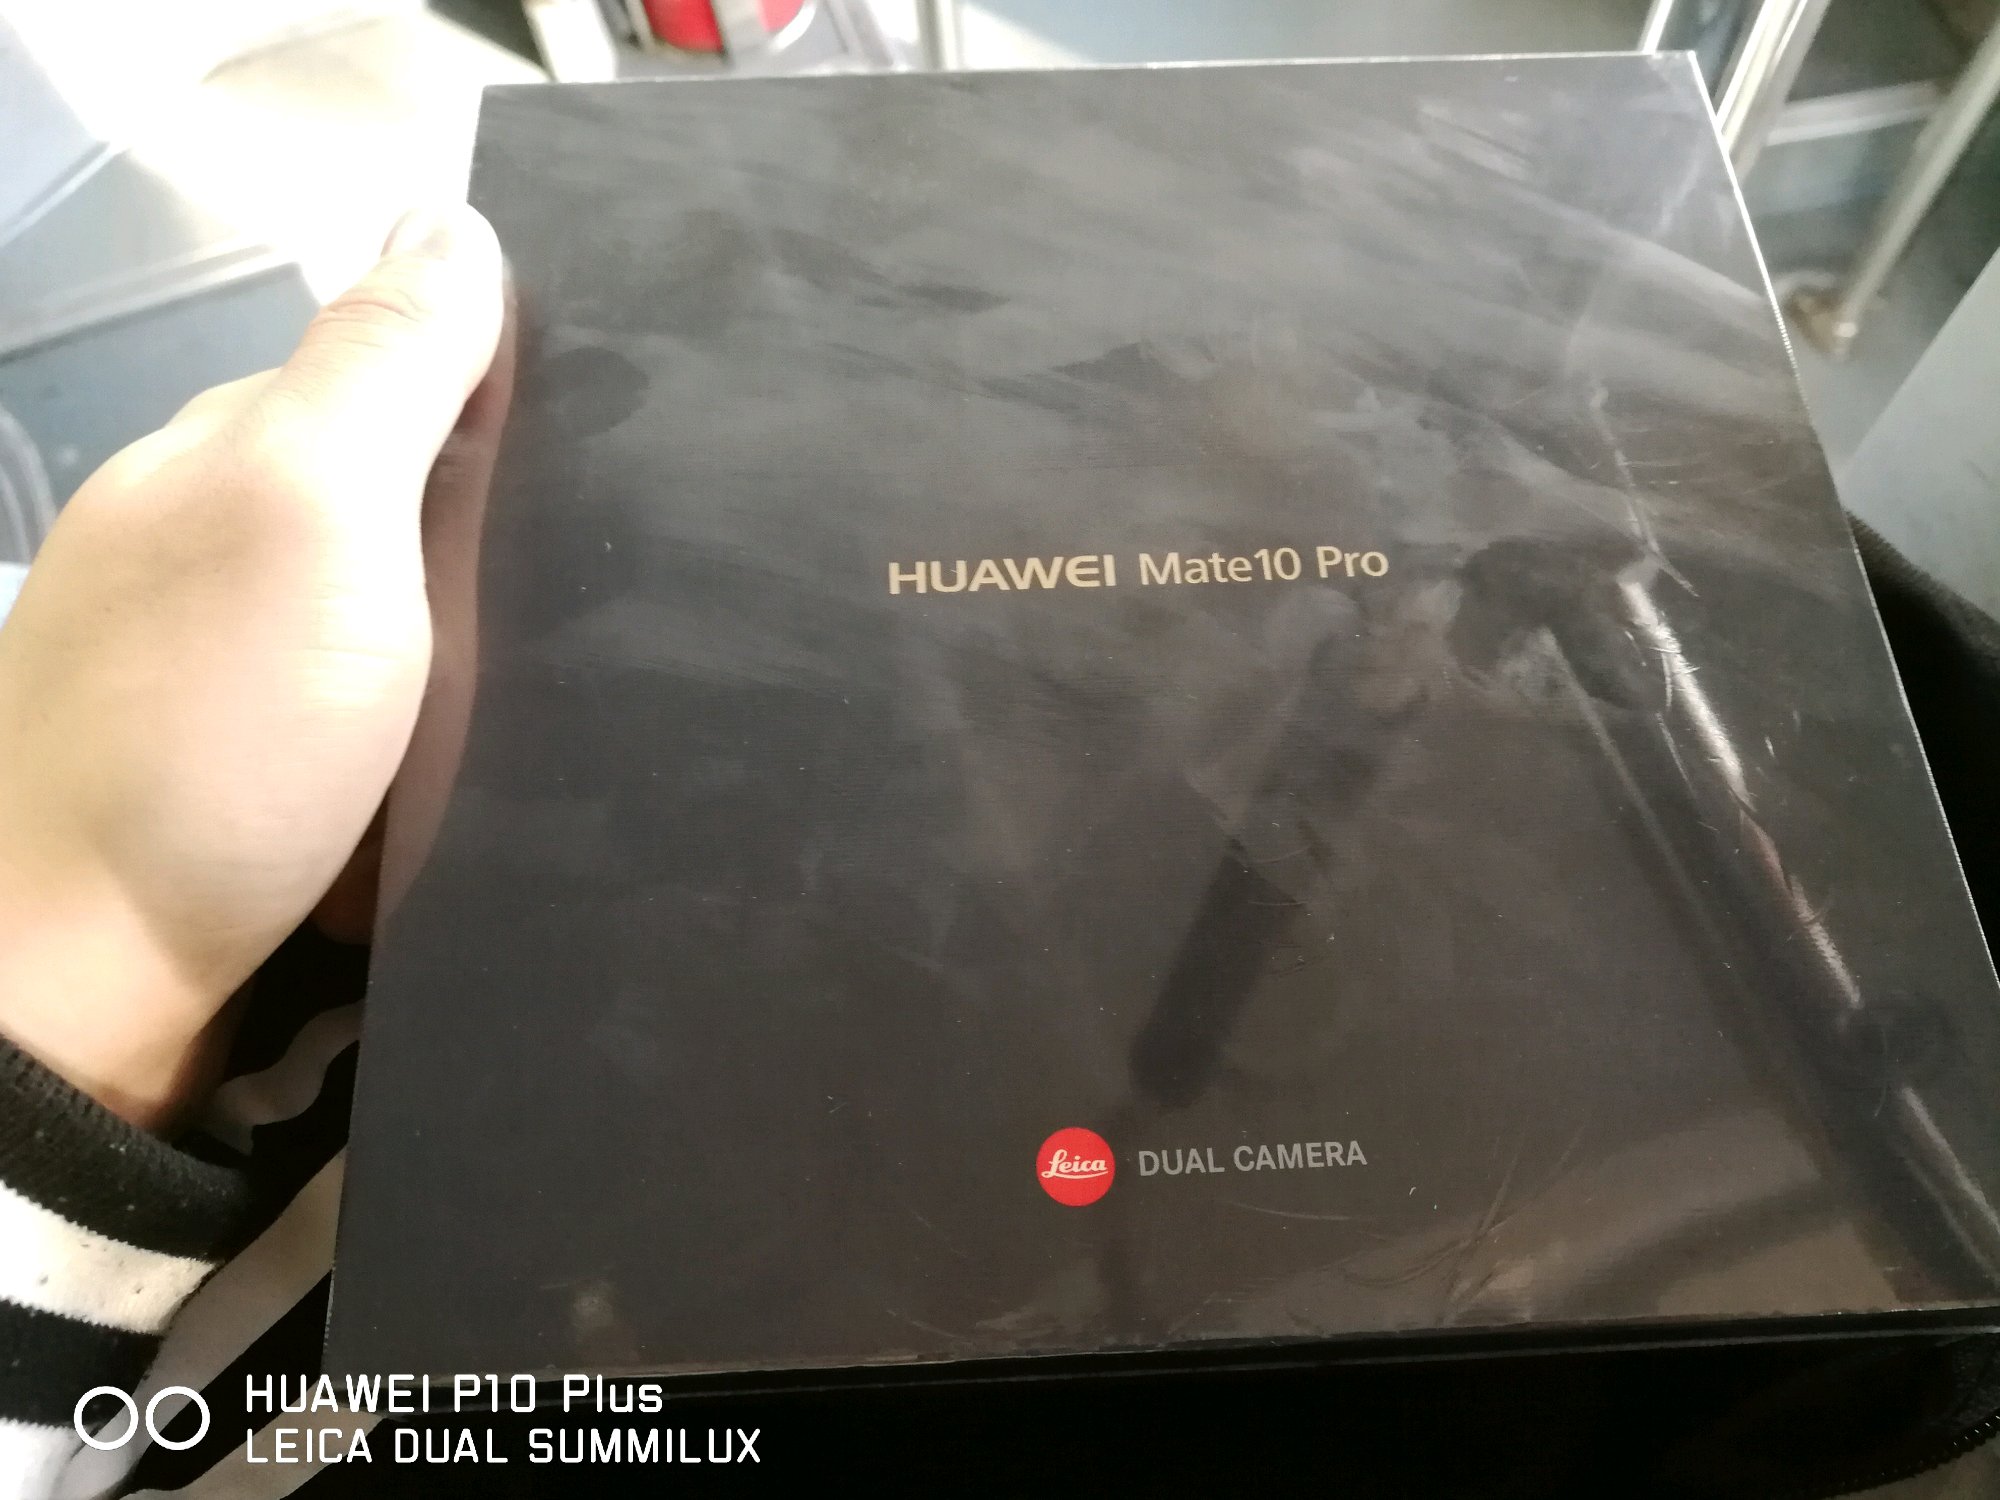 HUAWEI Mate10 Pro
Leica DUAL CAMERA
HUAWEI P10 Plus
LEICA DUAL SUMMILUX